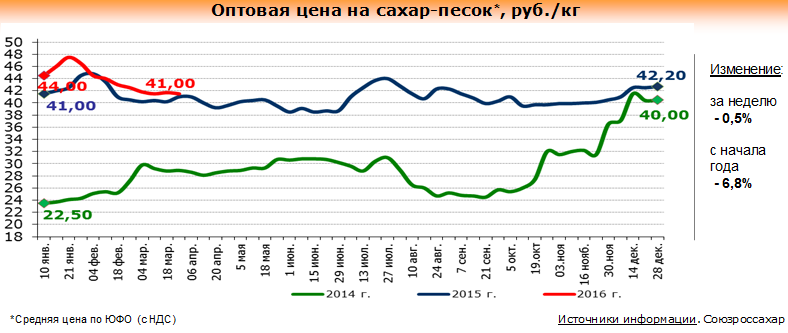 Оптовая цена на сахар-песок*, руб./кг
50
48
46
44
42
40
38
36
34
32
30
28
26
24
22
20
18
44,00
41,00
41,00
22,50
42,20
40,00
10 янв.
21 янв.
04 фев.
18 фев.
04 мар.
18 мар.
8 апр.
20 апр.
5 мая
18 мая
1 июн.
15 июн.
29 июн.
13 июл.
27 июл.
10 авг.
24 авг.
7 сен.
21 сен.
5 окт.
19.окт
03.ноя
16 нояб.
30.ноя
14 дек.
28 дек.
2014 г.
2015 г.
2016 г.
Изменение:
за неделю
- 0,5%
с начала
года
- 6,8%
*Средняя цена по ЮФО (с НДС)
Источники информации. Союзроссахар